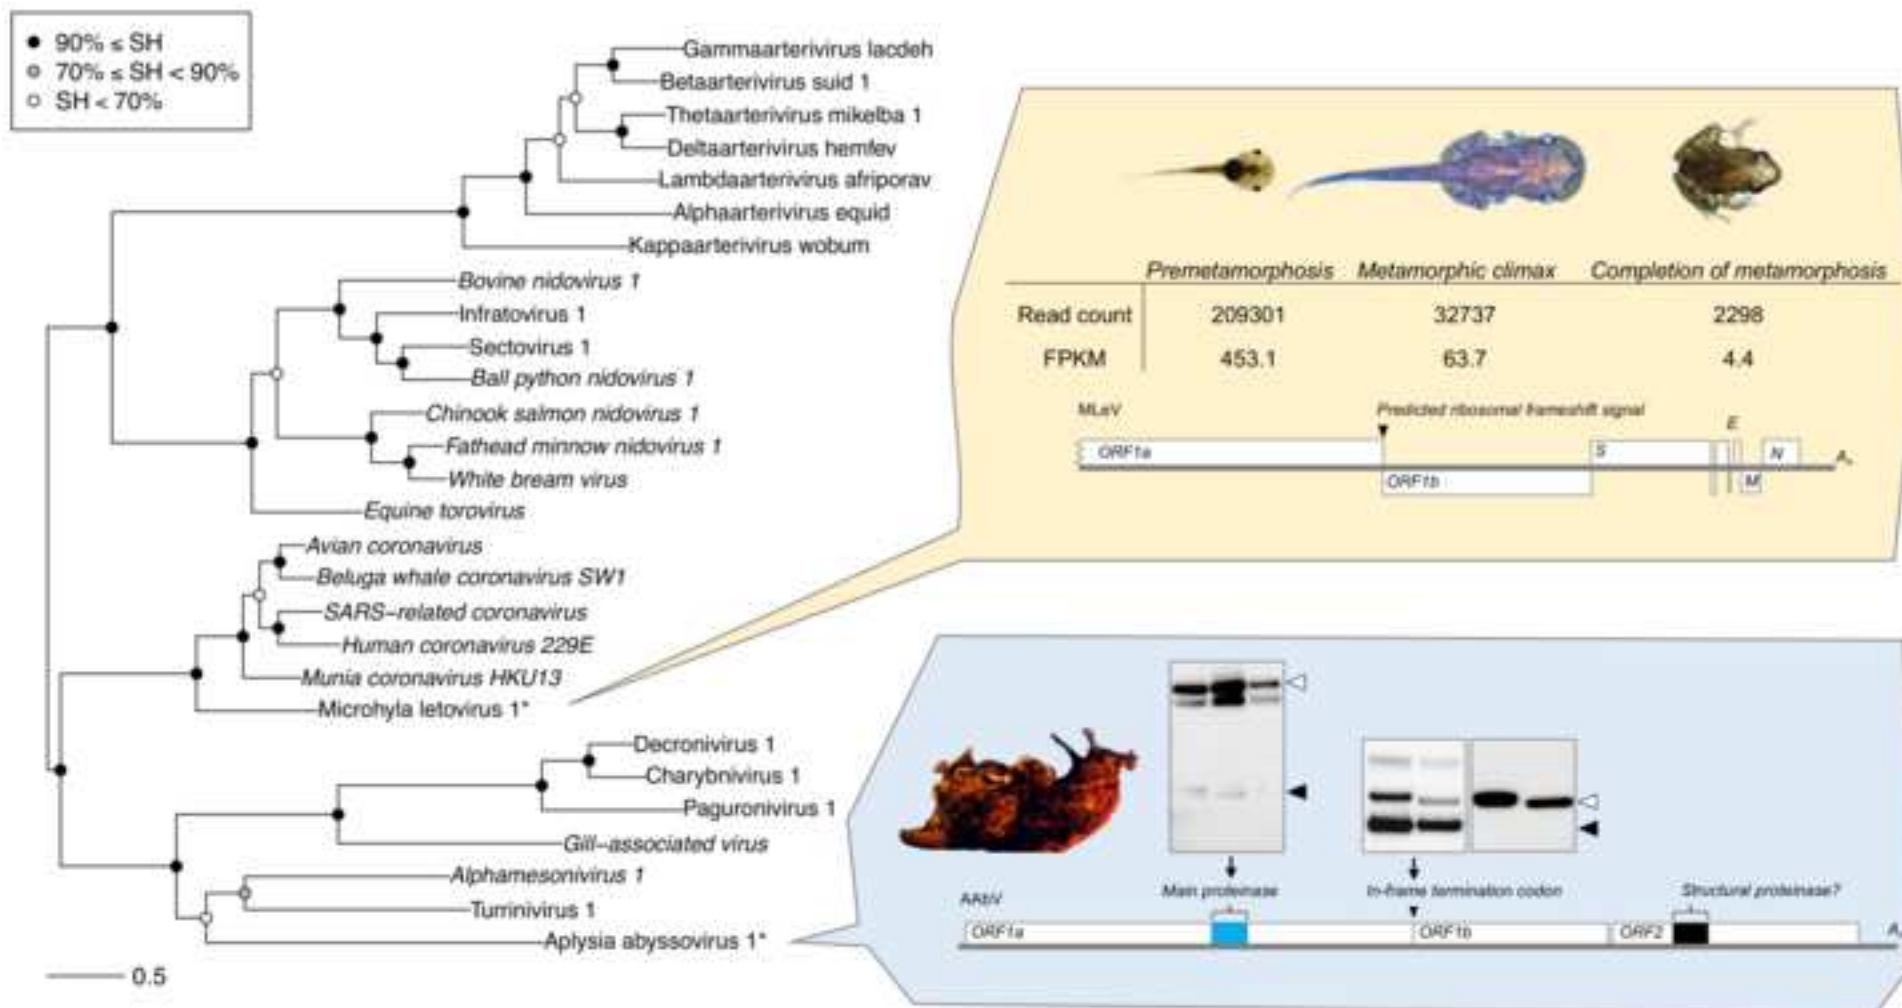 90% ≤ SH
70% ≤ SH < 90%
SH < 70%
Gammaarterivirus lacdeh
Betaarterivirus suid 1
Thetaarterivirus mikelba 1
Deltaarterivirus hemfev
Lambdaarterivirus afriporav
Alphaarterivirus equid
Kappaarterivirus wobum
Bovine nidovirus 1
Infratovirus 1
Sectovirus 1
Ball python nidovirus 1
Chinook salmon nidovirus 1
Fathead minnow nidovirus 1
White bream virus
Equine torovirus
Avian coronavirus
Beluga whale coronavirus SW1
SARS–related coronavirus
Human coronavirus 229E
Munia coronavirus HKU13
Microhyla letovirus 1*
Decronivirus 1
Charybnivirus 1
Paguronivirus 1
Gill–associated virus
Alphamesonivirus 1
Turrinivirus 1
Aplysia abyssovirus 1*
0.5
Premetamorphosis Metamorphic climax Completion of metamorphosis
Read count 209301 32737 2298
FPKM 453.1 63.7 4.4
MLeV Predicted ribosomal frameshift signal
E
ORF1a S N
ORF1b M
Main proteinase In-frame termination codon Structural proteinase?
AAbV
ORF1a ORF1b ORF2